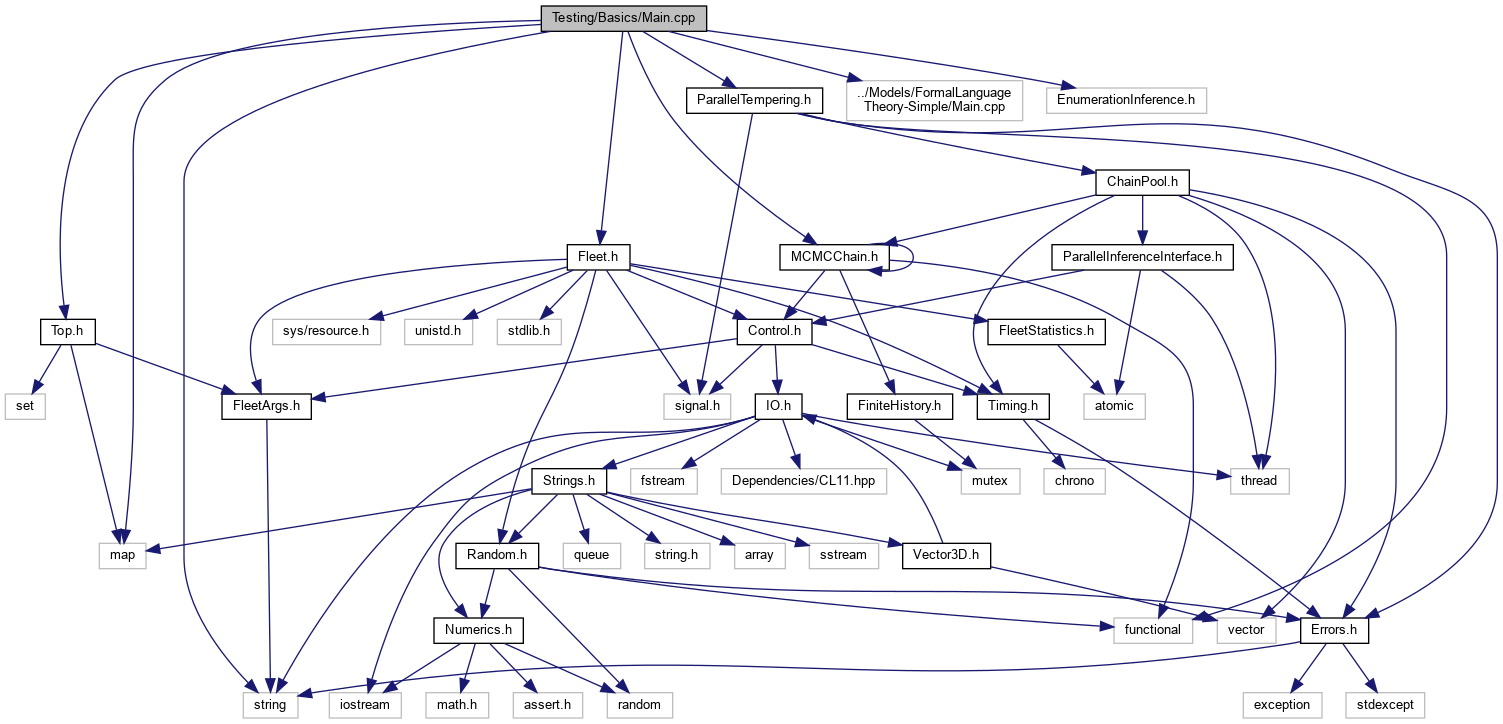 Testing/Basics/Main.cpp
ParallelTempering.h
../Models/FormalLanguage
Theory-Simple/Main.cpp
EnumerationInference.h
ChainPool.h
Fleet.h
MCMCChain.h
ParallelInferenceInterface.h
Top.h
sys/resource.h
unistd.h
stdlib.h
Control.h
FleetStatistics.h
set
FleetArgs.h
signal.h
IO.h
FiniteHistory.h
Timing.h
atomic
Strings.h
fstream
Dependencies/CL11.hpp
mutex
chrono
thread
map
Random.h
queue
string.h
array
sstream
Vector3D.h
Numerics.h
functional
vector
Errors.h
string
iostream
math.h
assert.h
random
exception
stdexcept